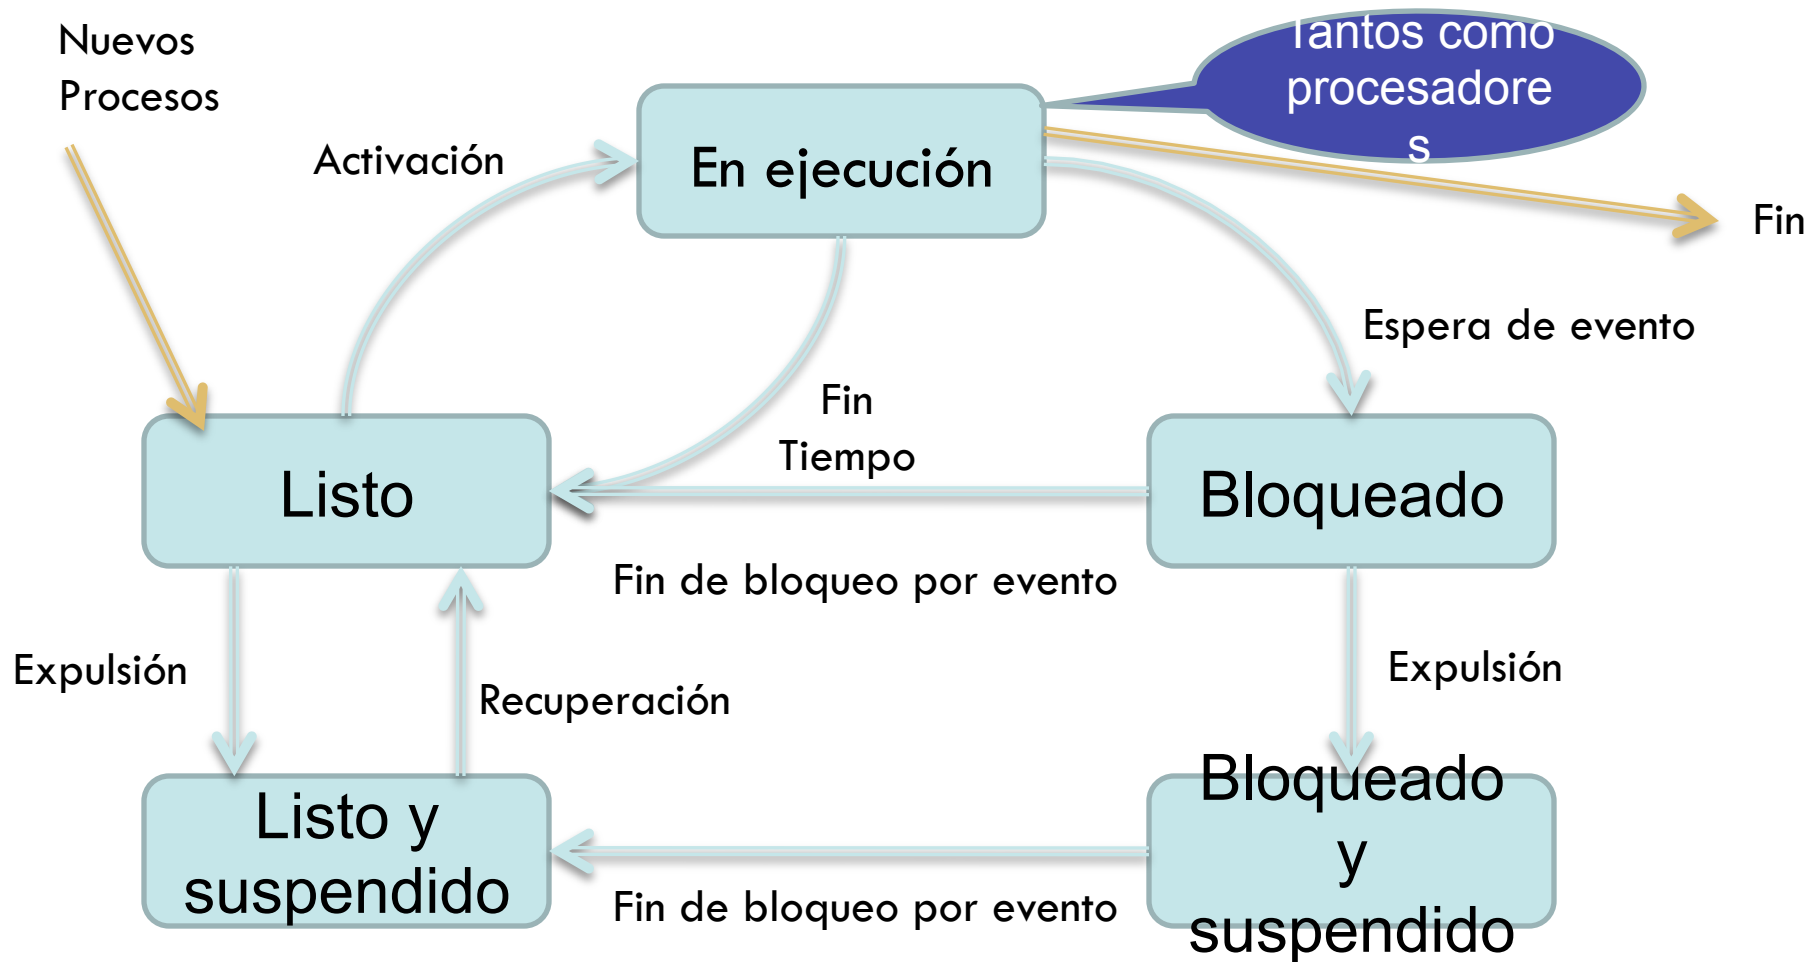 Nuevos
Procesos
Tantos como
procesadore
s
Activación
En ejecución
Fin
Espera de evento
Fin
Tiempo
Listo
Bloqueado
Fin de bloqueo por evento
Expulsión
Recuperación
Expulsión
Listo y
suspendido
Bloqueado
y
suspendido
Fin de bloqueo por evento